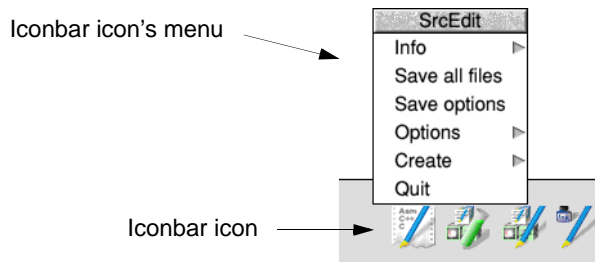 SrcEdit
Iconbar icon's menu
Info
Save all files
Save options
Options
Create
Quit
Asm
C++
C
Iconbar icon